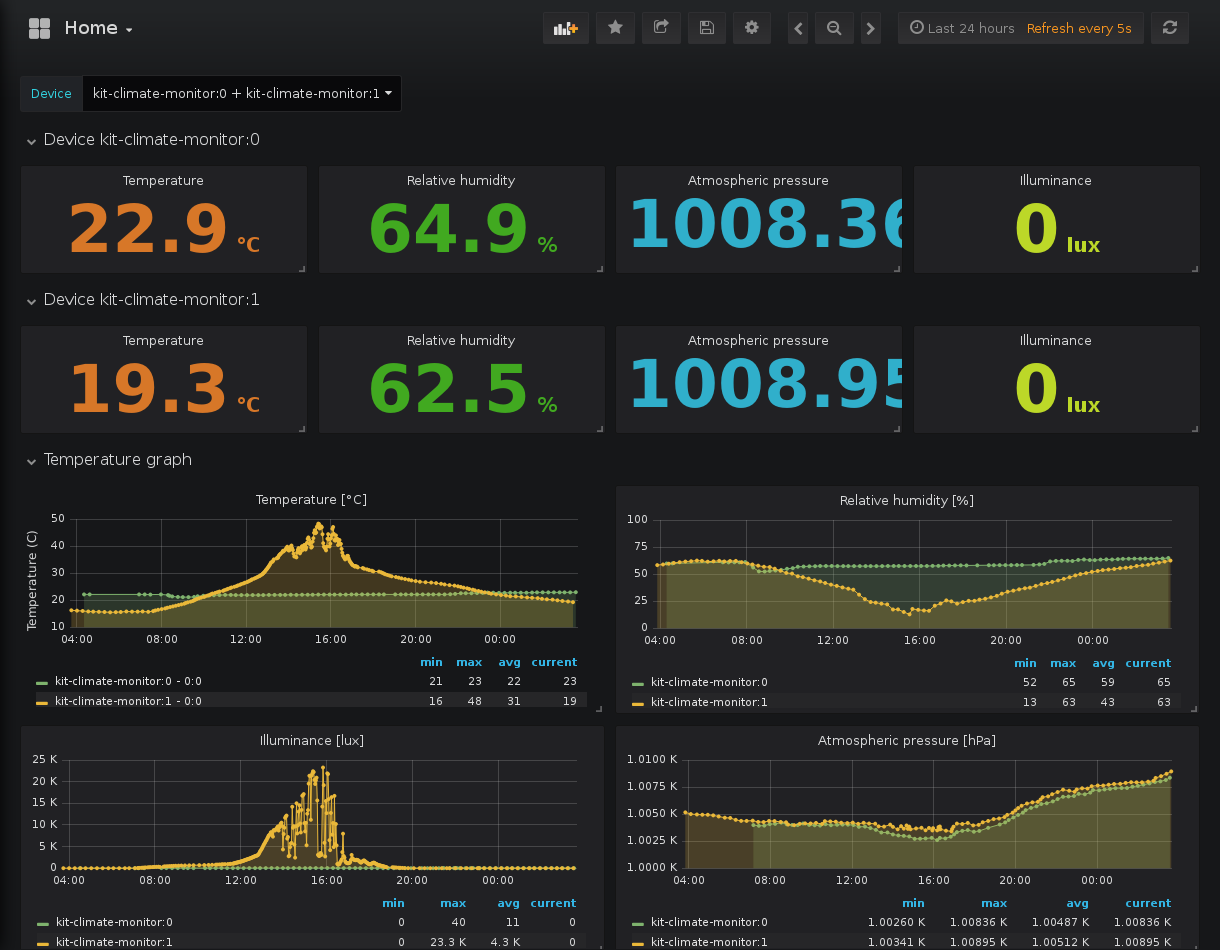 Home
Last 24 hours Refresh every 5s
Device kit-climate-monitor:0 + kit-climate-monitor:1
Device kit-climate-monitor:0
Temperature Relative humidity Atmospheric pressure Illuminance
22.9 °C 64.9 % 1008.36 0 lux
Device kit-climate-monitor:1
Temperature Relative humidity Atmospheric pressure Illuminance
19.3 °C 62.5 % 1008.95 0 lux
Temperature graph
Temperature [°C]
Temperature (C)
50
40
30
20
10
04:00 08:00 12:00 16:00 20:00 00:00
min max avg current
kit-climate-monitor:0 - 0:0 21 23 22 23
kit-climate-monitor:1 - 0:0 16 48 31 19
Relative humidity [%]
100
75
50
25
0
04:00 08:00 12:00 16:00 20:00 00:00
min max avg current
kit-climate-monitor:0 52 65 59 65
kit-climate-monitor:1 13 63 43 63
Illuminance [lux]
25 K
20 K
15 K
10 K
5 K
0
04:00 08:00 12:00 16:00 20:00 00:00
min max avg current
kit-climate-monitor:0 0 40 11 0
kit-climate-monitor:1 0 23.3 K 4.3 K 0
Atmospheric pressure [hPa]
1.0100 K
1.0075 K
1.0050 K
1.0025 K
1.0000 K
04:00 08:00 12:00 16:00 20:00 00:00
min max avg current
kit-climate-monitor:0 1.00260 K 1.00836 K 1.00487 K 1.00836 K
kit-climate-monitor:1 1.00341 K 1.00895 K 1.00512 K 1.00895 K